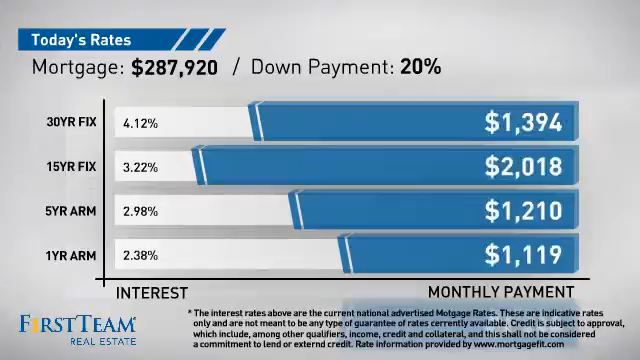 Today's Rates
Mortgage: $287,920 / Down Payment: 20%
30YR FIX 4.12% $1,394
15YR FIX 3.22% $2,018
5YR ARM 2.98% $1,210
1YR ARM 2.38% $1,119
INTEREST MONTHLY PAYMENT
* The interest rates above are the current national advertised Motgage Rates. These are indicative rates
only and are not meant to be any type of guarantee of rates cerrently available. Credit is subject to approval,
which include, among other qualifiers, income, credit and collateral, and this shall not be considered
a commitment to lend or externd credit. Rate information provided by www.mortgagefit.com
FIRSTTEAM®
REAL ESTATE